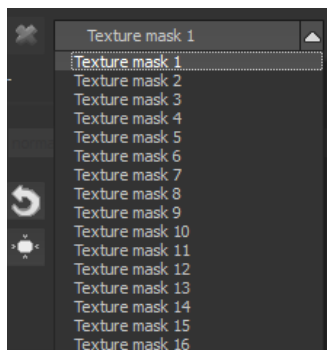 Texture mask 1
Texture mask 1
Texture mask 2
Texture mask 3
Texture mask 4
Texture mask 5
Texture mask 6
Texture mask 7
Texture mask 8
Texture mask 9
Texture mask 10
Texture mask 11
Texture mask 12
Texture mask 13
Texture mask 14
Texture mask 15
Texture mask 16